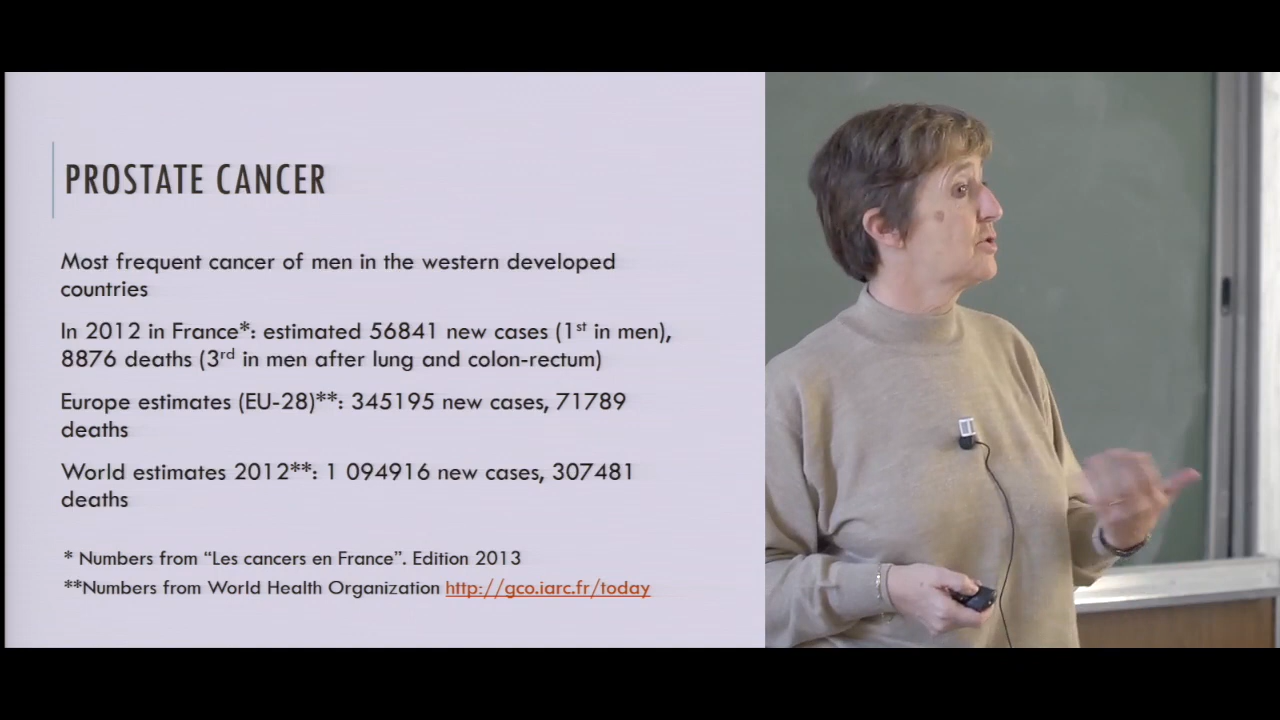 PROSTATE CANCER
Most frequent cancer of men in the western developed
countries
In 2012 in France*: estimated 56841 new cases (1st in men),
8876 deaths (3rd in men after lung and colon-rectum)
Europe estimates (EU-28)**: 345195 new cases, 71789
deaths
World estimates 2012**: 1 094916 new cases, 307481
deaths
* Numbers from “Les cancers en France”. Edition 2013
**Numbers from World Health Organization http://gco.iarc.fr/today